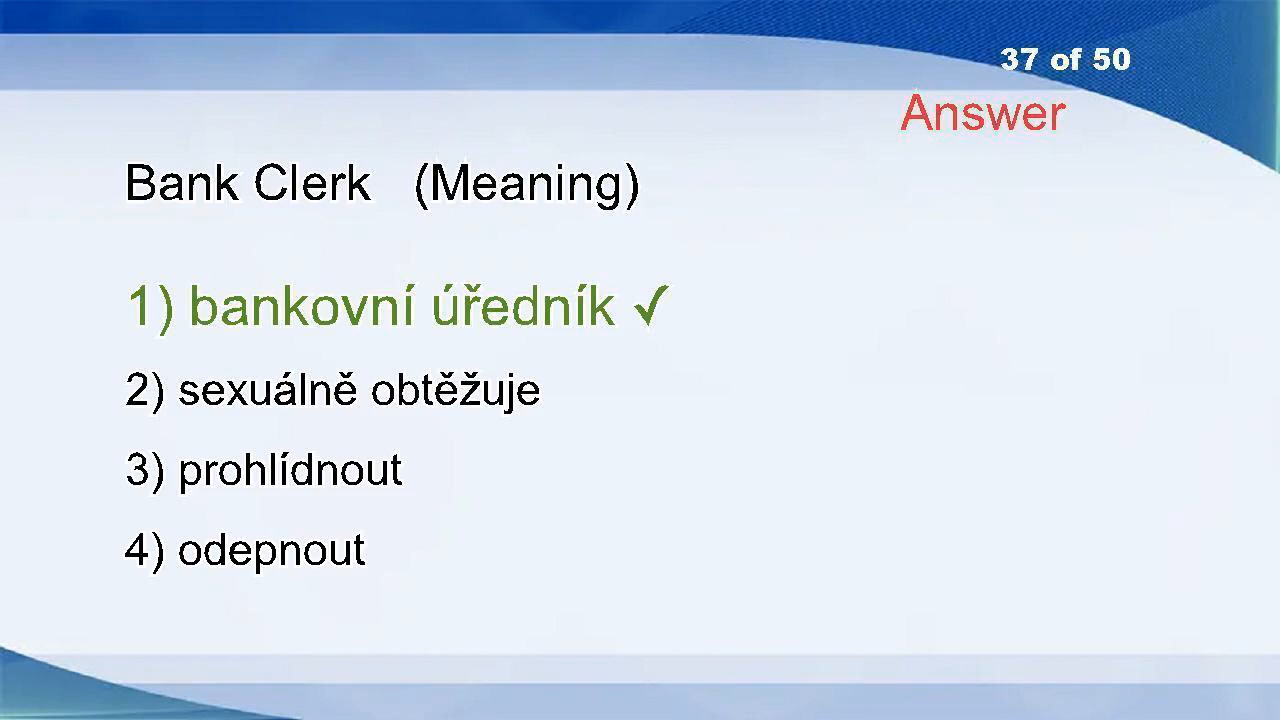 37 of 50
Answer
Bank Clerk (Meaning)
1) bankovní úředník ✓
2) sexuálně obtěžuje
3) prohlídnout
4) odepnout